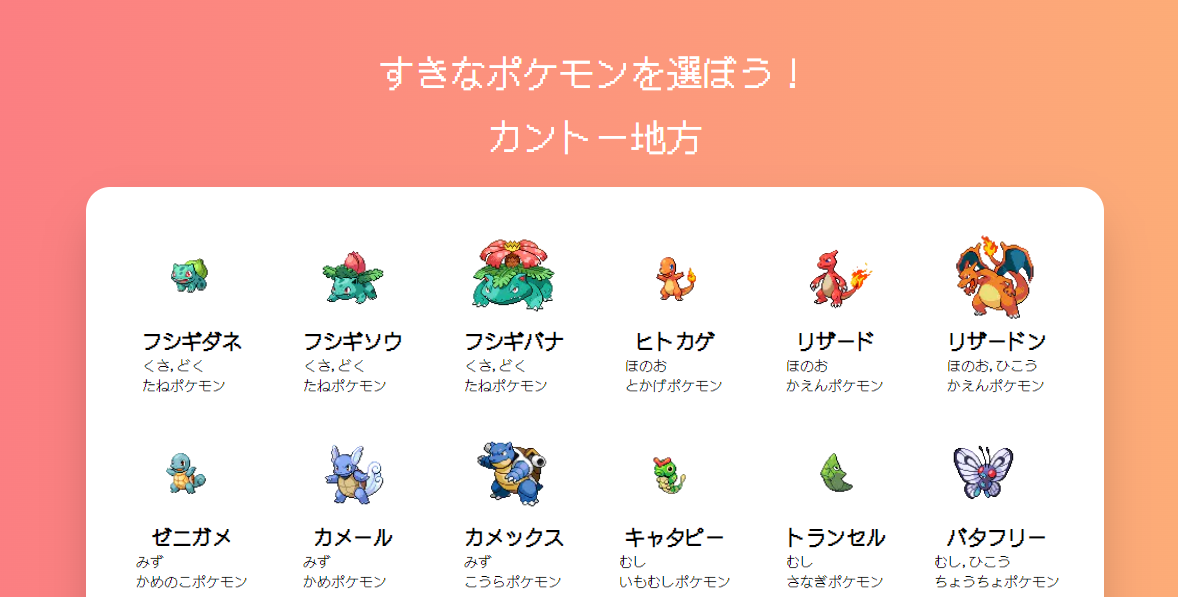 すきなポケモンを選ぼう！
カントー地方
フシギダネ
くさ,どく
たねポケモン
フシギソウ
くさ,どく
たねポケモン
フシギバナ
くさ,どく
たねポケモン
ヒトカゲ
ほのお
とかげポケモン
リザード
ほのお
かえんポケモン
リザードン
ほのお,ひこう
かえんポケモン
ゼニガメ
みず
かめのこポケモン
カメール
みず
かめポケモン
カメックス
みず
こうらポケモン
キャタピー
むし
いもむしポケモン
トランセル
むし
さなぎポケモン
バタフリー
むし,ひこう
ちょうちょポケモン